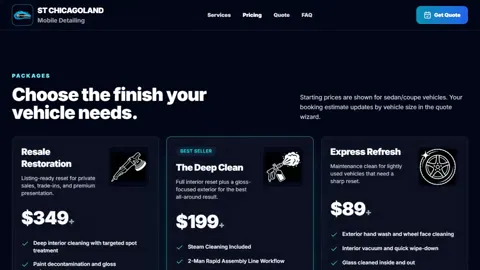 ST CHICAGOLAND
Mobile Detailing
Services
Pricing
Quote
FAQ
Get Quote
PACKAGES
Choose the finish your
vehicle needs.
Starting prices are shown for sedan/coupe vehicles. Your
booking estimate updates by vehicle size in the quote
wizard.
Resale
Restoration
Listing-ready reset for private
sales, trade-ins, and premium
presentation.
$349+
Deep interior cleaning with targeted spot
treatment
Paint decontamination and gloss
BEST SELLER
The Deep Clean
Full interior reset plus a gloss-
focused exterior for the best
all-around result.
$199+
Steam Cleaning Included
2-Man Rapid Assembly Line Workflow
Express Refresh
Maintenance clean for lightly
used vehicles that need a
sharp reset.
$89+
Exterior hand wash and wheel face cleaning
Interior vacuum and quick wipe-down
Glass cleaned inside and out